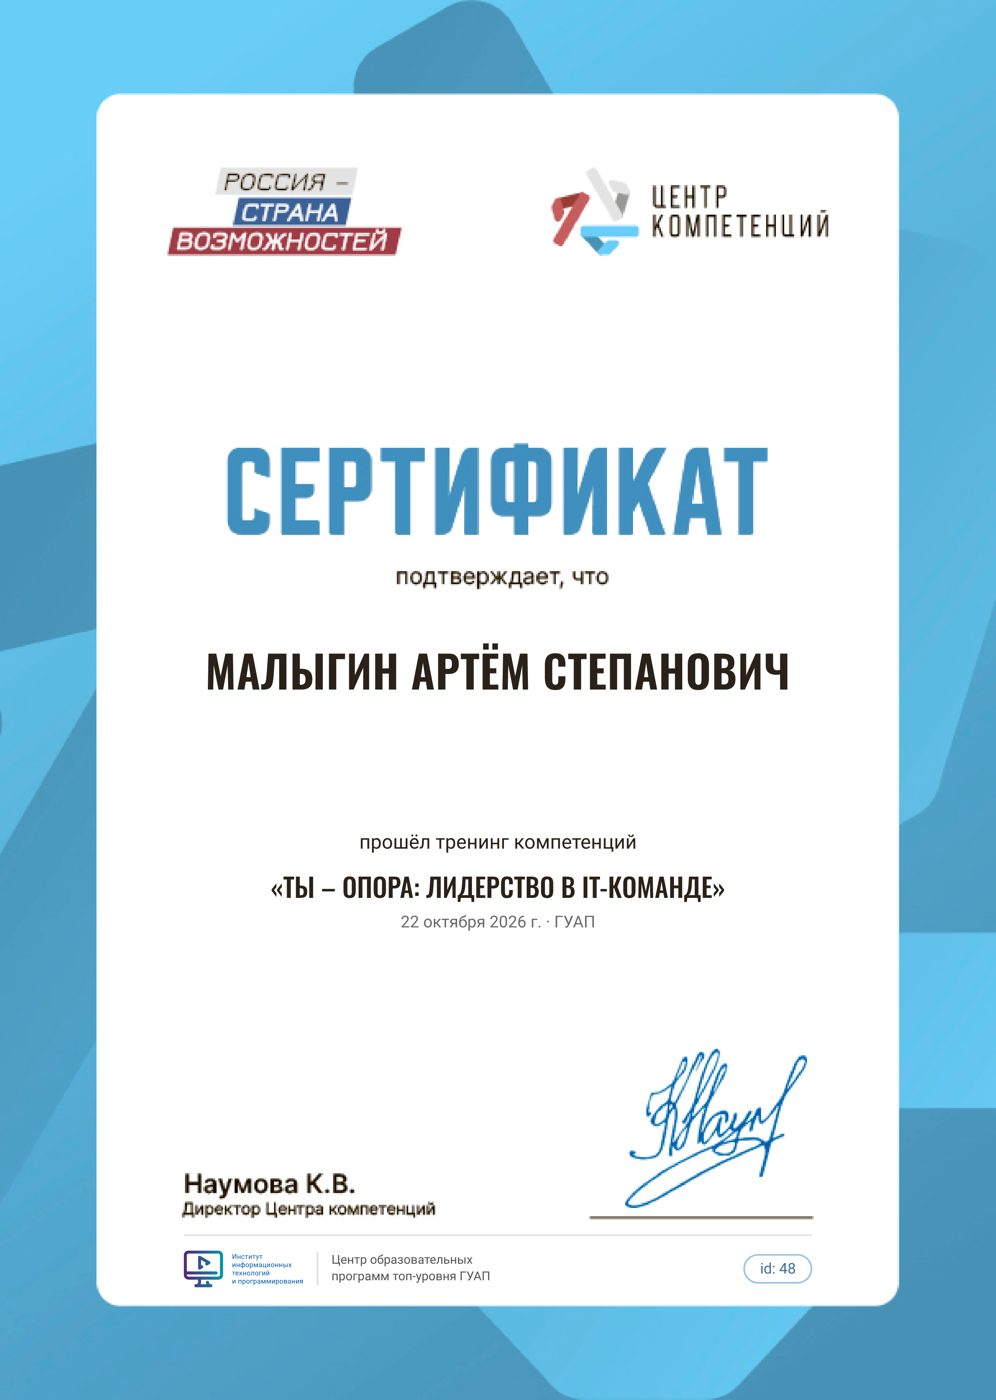 РОССИЯ –
СТРАНА
ВОЗМОЖНОСТЕЙ
ЦЕНТР
КОМПЕТЕНЦИЙ
СЕРТИФИКАТ
подтверждает, что
МАЛЫГИН АРТЁМ СТЕПАНОВИЧ
прошёл тренинг компетенций
«ТЫ – ОПОРА: ЛИДЕРСТВО В IT-КОМАНДЕ»
22 октября 2026 г. · ГУАП
Наумова К.В.
Директор Центра компетенций
Институт
информационных
технологий
и программирования
Центр образовательных
программ топ-уровня ГУАП
id: 48